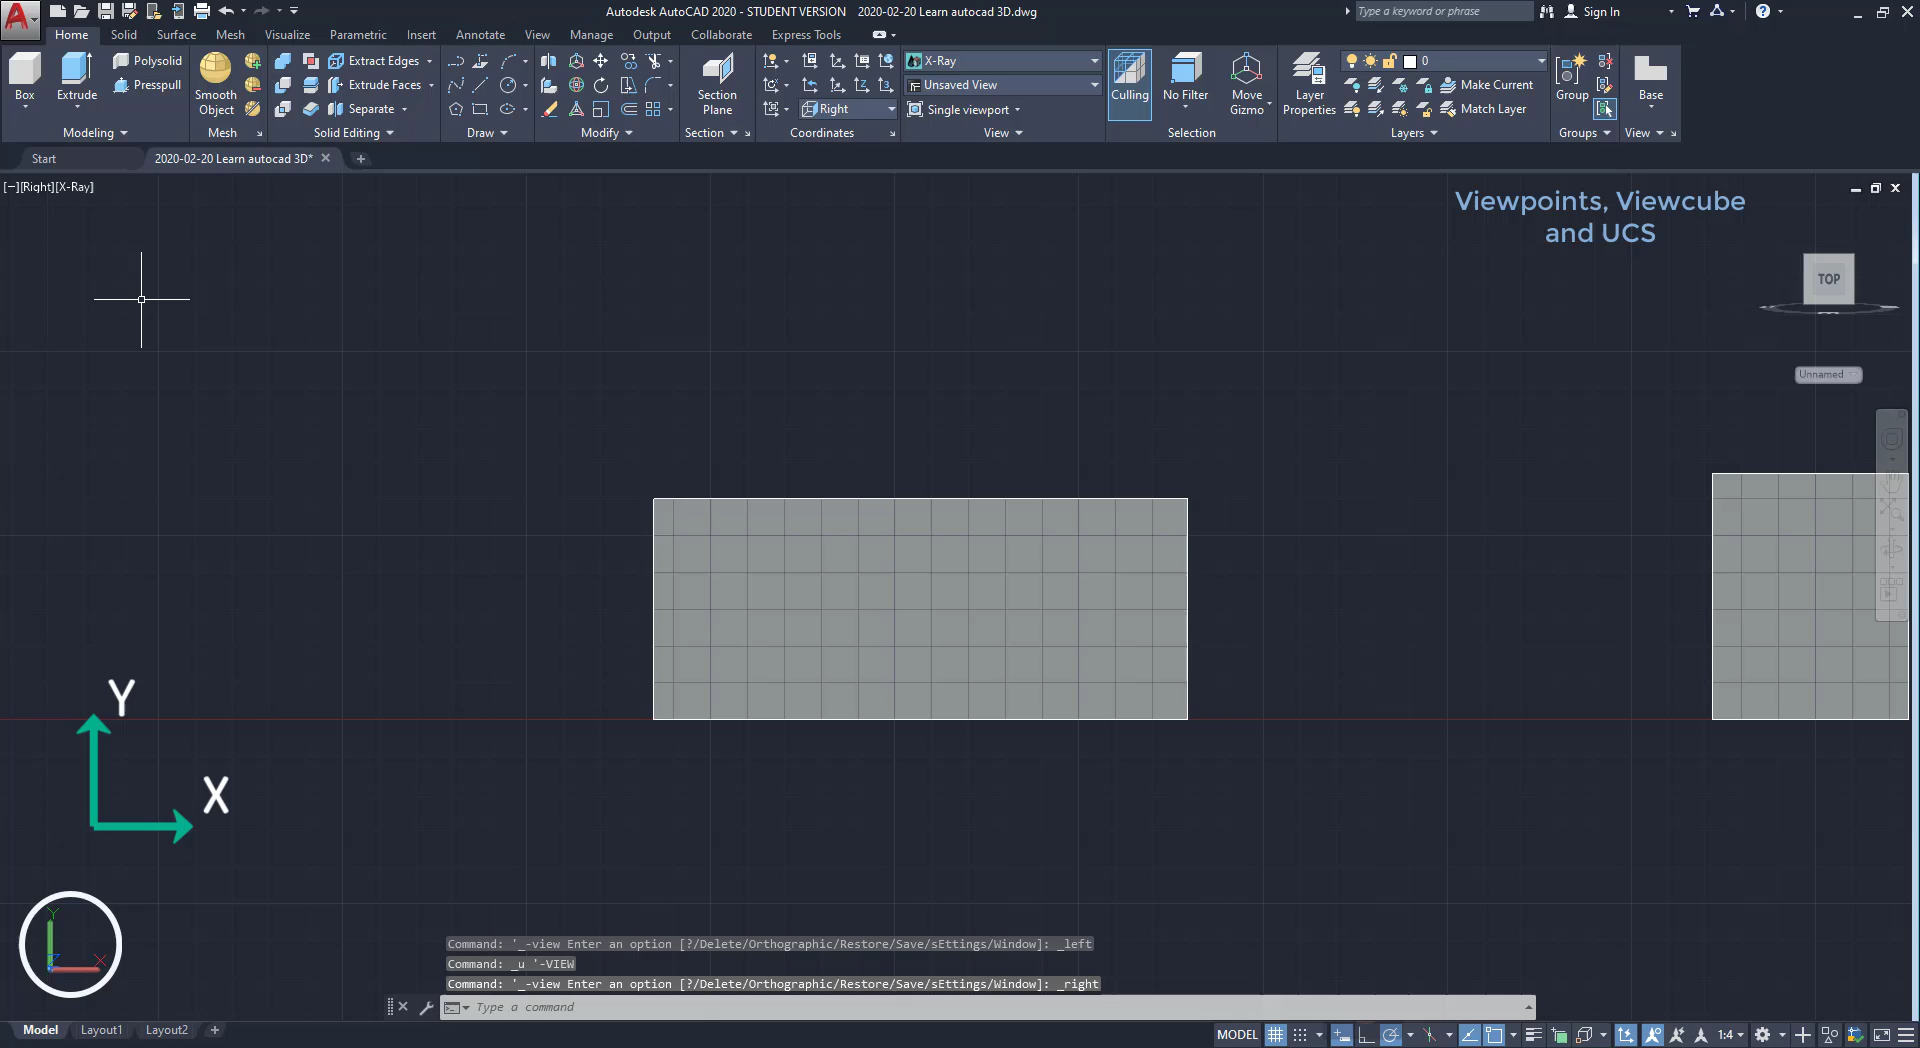 Autodesk AutoCAD 2020 - STUDENT VERSION 2020-02-20 Learn autocad 3D.dwg
Type a keyword or phrase
Sign In
Home Solid Surface Mesh Visualize Parametric Insert Annotate View Manage Output Collaborate Express Tools
Box
Extrude
Polysolid
Presspull
Modeling
Smooth
Object
Mesh
Extract Edges
Extrude Faces
Separate
Solid Editing
Draw
Modify
Section
Plane
Section
Right
Coordinates
X-Ray
Unsaved View
Single viewport
View
Culling
No Filter
Move
Gizmo
Selection
Layer
Properties
0
Make Current
Match Layer
Layers
Group
Groups
Base
View
Start
2020-02-20 Learn autocad 3D*
[−][Right][X-Ray]
Viewpoints, Viewcube
and UCS
TOP
Unnamed
Y
X
Y
Z
X
Command: '_-view Enter an option [?/Delete/Orthographic/Restore/Save/sEttings/Window]: _left
Command: _u '-VIEW
Command: '_-view Enter an option [?/Delete/Orthographic/Restore/Save/sEttings/Window]: _right
Type a command
Model Layout1 Layout2
MODEL
1:4